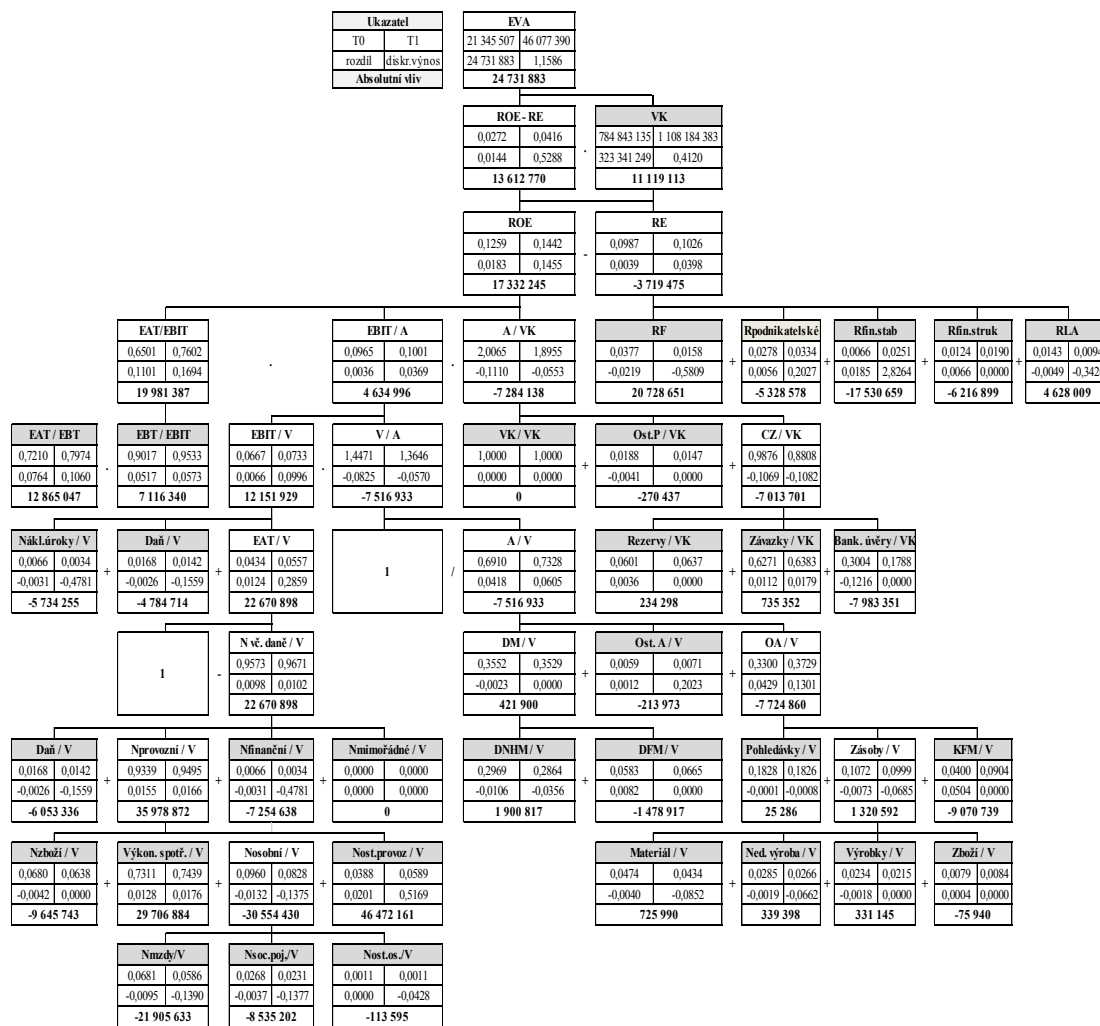 Ukazatel EVA
T0 T1 21 345 507 46 077 390
rozdíl diskr.výnos 24 731 883 1,1586
Absolutní vliv 24 731 883
ROE - RE VK
0,0272 0,0416 784 843 135 1 108 184 383
0,0144 0,5288 . 323 341 249 0,4120
13 612 770 11 119 113
ROE RE
0,1259 0,1442 0,0987 0,1026
0,0183 0,1455 - 0,0039 0,0398
17 332 245 -3 719 475
EAT/EBIT EBIT / A A / VK RF Rpodnikatelské Rfin.stab Rfin.struk RLA
0,6501 0,7602 0,0965 0,1001 2,0065 1,8955 0,0377 0,0158 0,0278 0,0334 0,0066 0,0251 0,0124 0,0190 0,0143 0,0094
0,1101 0,1694 . 0,0036 0,0369 . -0,1110 -0,0553 -0,0219 -0,5809 + 0,0056 0,2027 + 0,0185 2,8264 + 0,0066 0,0000 + -0,0049 -0,342
19 981 387 4 634 996 -7 284 138 20 728 651 -5 328 578 -17 530 659 -6 216 899 4 628 009
EAT / EBT EBT / EBIT EBIT / V V / A VK / VK Ost.P / VK CZ / VK
0,7210 0,7974 0,9017 0,9533 0,0667 0,0733 1,4471 1,3646 1,0000 1,0000 0,0188 0,0147 0,9876 0,8808
0,0764 0,1060 . 0,0517 0,0573 0,0066 0,0996 . -0,0825 -0,0570 0,0000 0,0000 + -0,0041 0,0000 + -0,1069 -0,1082
12 865 047 7 116 340 12 151 929 -7 516 933 0 -270 437 -7 013 701
Nákl.úroky / V Daň / V EAT / V A / V Rezervy / VK Závazky / VK Bank. úvěry / VK
0,0066 0,0034 0,0168 0,0142 0,0434 0,0557 0,6910 0,7328 0,0601 0,0637 0,6271 0,6383 0,3004 0,1788
-0,0031 -0,4781 + -0,0026 -0,1559 + 0,0124 0,2859 1 / 0,0418 0,0605 0,0036 0,0000 + 0,0112 0,0179 + -0,1216 0,0000
-5 734 255 -4 784 714 22 670 898 -7 516 933 234 298 735 352 -7 983 351
N vč. daně / V DM / V Ost. A / V OA / V
0,9573 0,9671 0,3552 0,3529 0,0059 0,0071 0,3300 0,3729
1 - 0,0098 0,0102 -0,0023 0,0000 + 0,0012 0,2023 + 0,0429 0,1301
22 670 898 421 900 -213 973 -7 724 860
Daň / V Nprovozní / V Nfinanční / V Nmimořádné / V DNHM / V DFM / V Pohledávky / V Zásoby / V KFM / V
0,0168 0,0142 0,9339 0,9495 0,0066 0,0034 0,0000 0,0000 0,2969 0,2864 0,0583 0,0665 0,1828 0,1826 0,1072 0,0999 0,0400 0,0904
-0,0026 -0,1559 + 0,0155 0,0166 + -0,0031 -0,4781 + 0,0000 0,0000 -0,0106 -0,0356 + 0,0082 0,0000 -0,0001 -0,0008 + -0,0073 -0,0685 + 0,0504 0,0000
-6 053 336 35 978 872 -7 254 638 0 1 900 817 -1 478 917 25 286 1 320 592 -9 070 739
Nzboží / V Výkon. spotř. / V Nosobní / V Nost.provoz / V Materiál / V Ned. výroba / V Výrobky / V Zboží / V
0,0680 0,0638 0,7311 0,7439 0,0960 0,0828 0,0388 0,0589 0,0474 0,0434 0,0285 0,0266 0,0234 0,0215 0,0079 0,0084
-0,0042 0,0000 + 0,0128 0,0176 + -0,0132 -0,1375 + 0,0201 0,5169 -0,0040 -0,0852 + -0,0019 -0,0662 + -0,0018 0,0000 + 0,0004 0,0000
-9 645 743 29 706 884 -30 554 430 46 472 161 725 990 339 398 331 145 -75 940
Nmzdy/V Nsoc.poj./V Nost.os./V
0,0681 0,0586 0,0268 0,0231 0,0011 0,0011
-0,0095 -0,1390 -0,0037 -0,1377 0,0000 -0,0428
-21 905 633 -8 535 202 -113 595